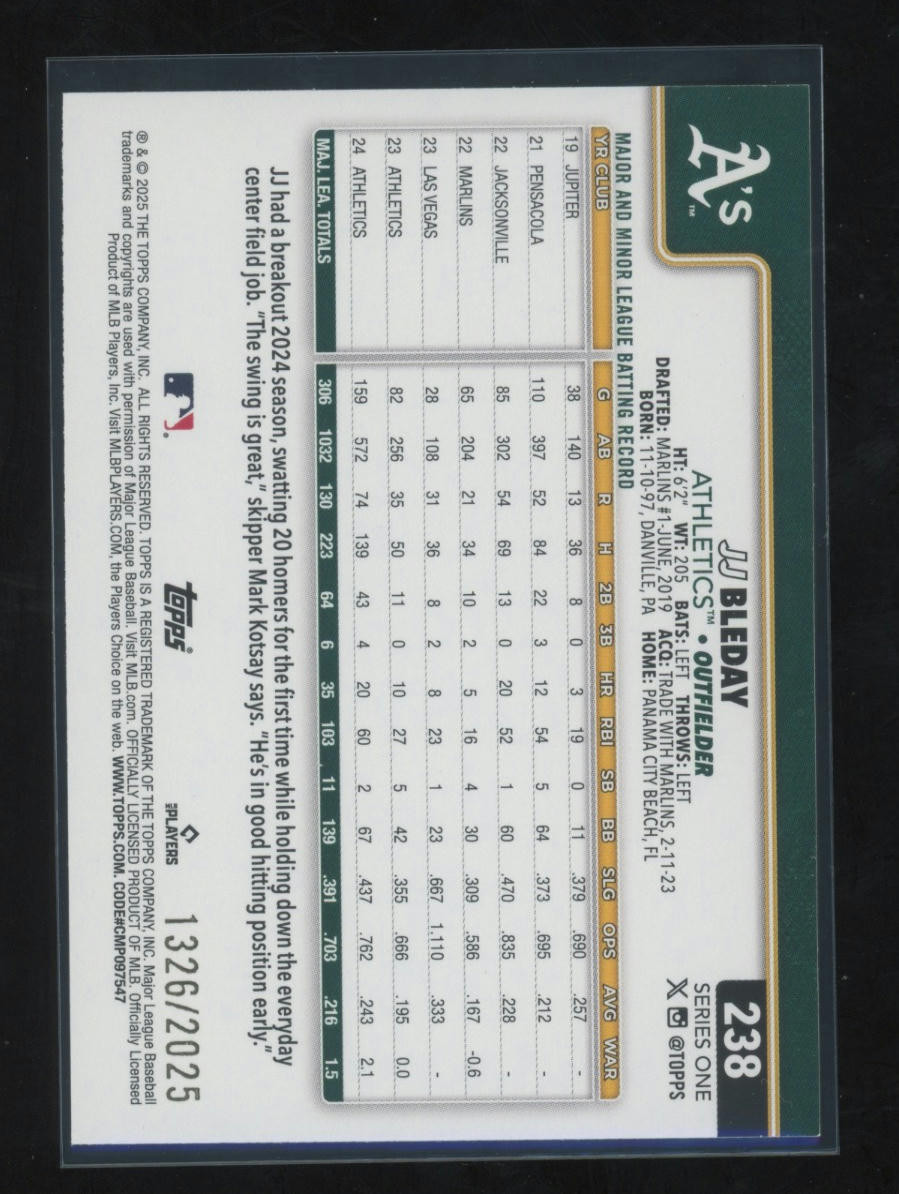 A's™
238
SERIES ONE
@TOPPS
JJ BLEDAY
ATHLETICS™ • OUTFIELDER
HT: 6'2" WT: 205 BATS: LEFT THROWS: LEFT
DRAFTED: MARLINS #1-JUNE, 2019 ACQ: TRADE WITH MARLINS, 2-11-23
BORN: 11-10-97, DANVILLE, PA HOME: PANAMA CITY BEACH, FL
MAJOR AND MINOR LEAGUE BATTING RECORD
YR CLUB G AB R H 2B 3B HR RBI SB BB SLG OPS AVG WAR
19 JUPITER 38 140 13 36 8 0 3 19 0 11 .379 .690 .257 -
21 PENSACOLA 110 397 52 84 22 3 12 54 5 64 .373 .695 .212 -
22 JACKSONVILLE 85 302 54 69 13 0 20 52 1 60 .470 .835 .228 -
22 MARLINS 65 204 21 34 10 2 5 16 4 30 .309 .586 .167 -0.6
23 LAS VEGAS 28 108 31 36 8 2 8 23 1 23 .667 1.110 .333 -
23 ATHLETICS 82 256 35 50 11 0 10 27 5 42 .355 .666 .195 0.0
24 ATHLETICS 159 572 74 139 43 4 20 60 2 67 .437 .762 .243 2.1
MAJ. LEA. TOTALS 306 1032 130 223 64 6 35 103 11 139 .391 .703 .216 1.5
JJ had a breakout 2024 season, swatting 20 homers for the first time while holding down the everyday
center field job. "The swing is great," skipper Mark Kotsay says. "He's in good hitting position early."
topps®
MLB PLAYERS
1326/2025
® & © 2025 THE TOPPS COMPANY, INC. ALL RIGHTS RESERVED. TOPPS IS A REGISTERED TRADEMARK OF THE TOPPS COMPANY, INC. Major League Baseball
trademarks and copyrights are used with permission of Major League Baseball. Visit MLB.com. OFFICIALLY LICENSED PRODUCT OF MLB. Officially Licensed
Product of MLB Players, Inc. Visit MLBPLAYERS.COM, the Players Choice on the web. WWW.TOPPS.COM. CODE#CMP097547